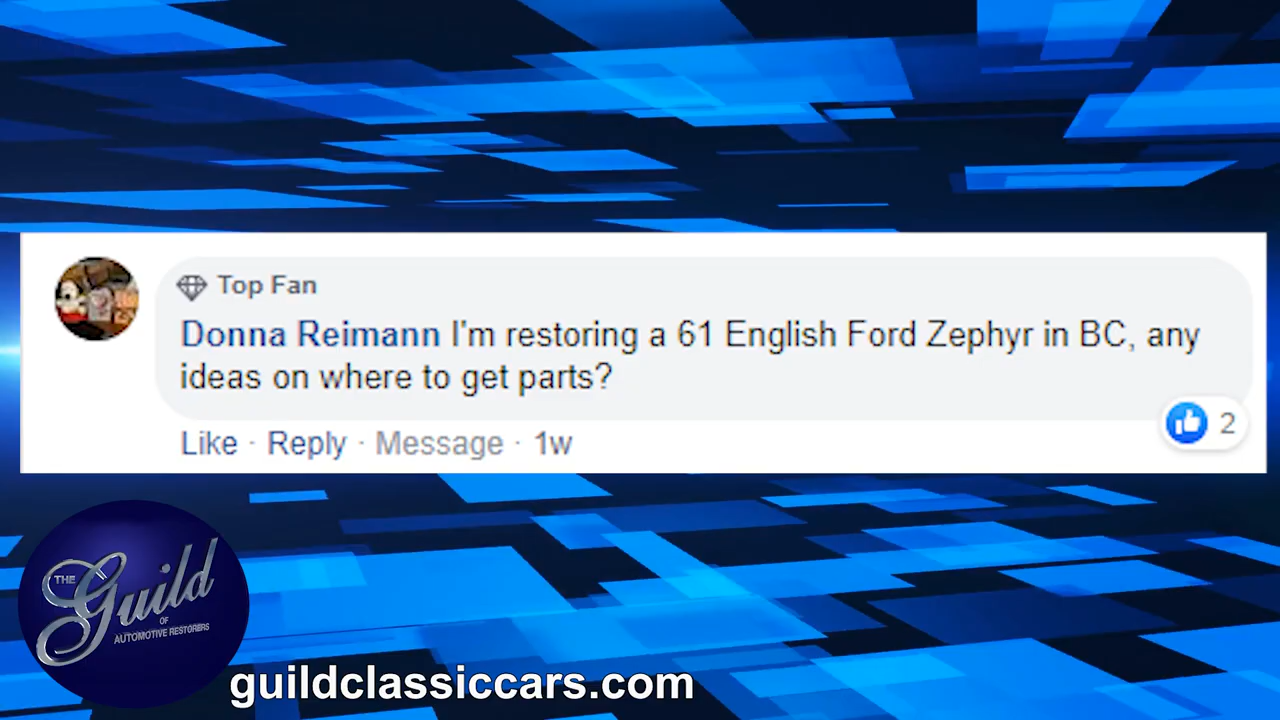 Top Fan
Donna Reimann I'm restoring a 61 English Ford Zephyr in BC, any
ideas on where to get parts?
Like · Reply · Message · 1w
2
THE
Guild
OF
AUTOMOTIVE RESTORERS
guildclassiccars.com